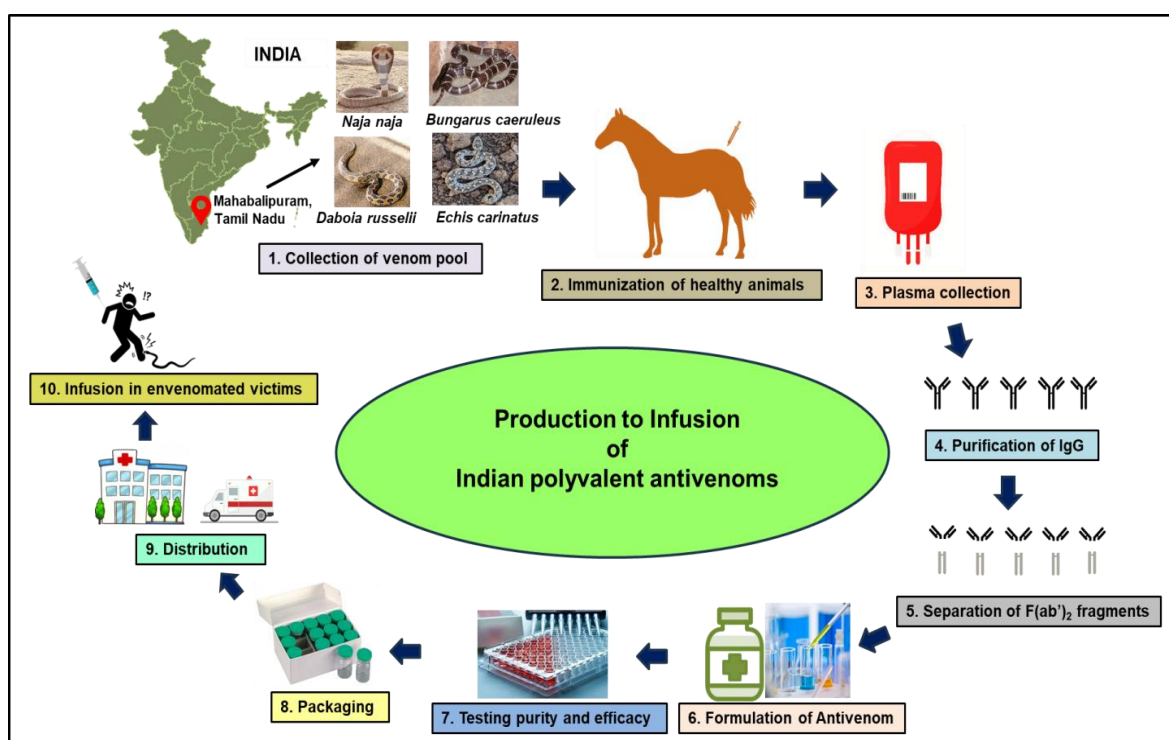 INDIA
Naja naja
Bungarus caeruleus
Mahabalipuram,
Tamil Nadu
Daboia russelii
Echis carinatus
1. Collection of venom pool
2. Immunization of healthy animals
3. Plasma collection
4. Purification of IgG
5. Separation of F(ab')₂ fragments
6. Formulation of Antivenom
7. Testing purity and efficacy
8. Packaging
9. Distribution
10. Infusion in envenomated victims
!?
Production to Infusion
of
Indian polyvalent antivenoms